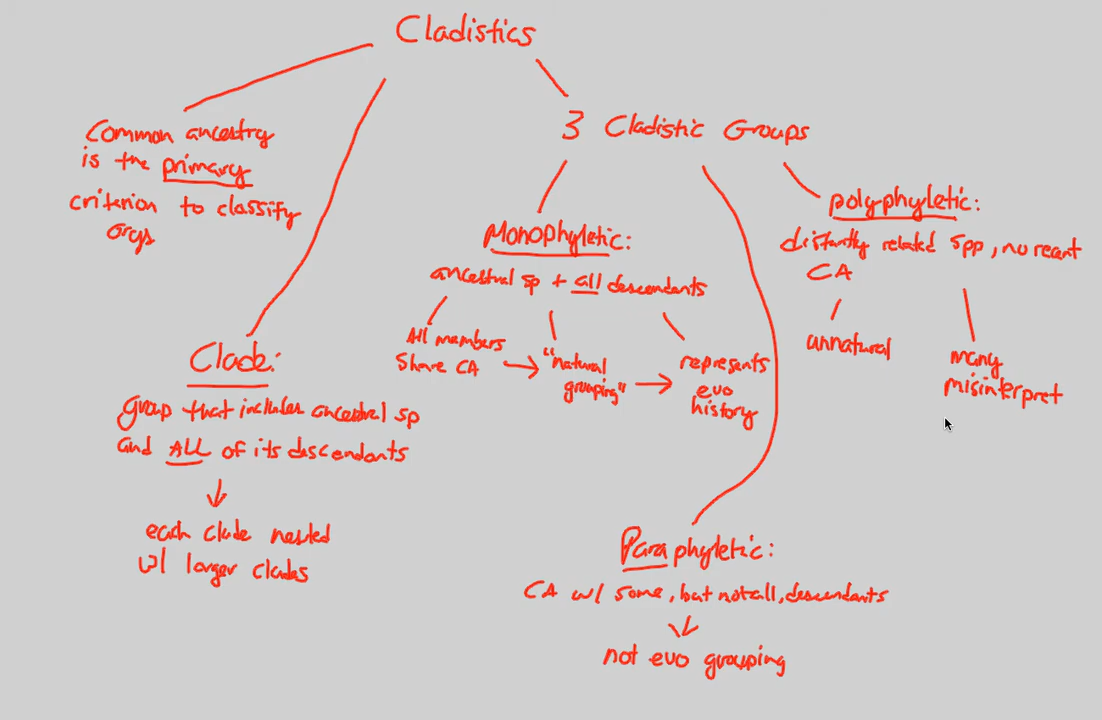 Cladistics
Common ancestry
is the primary
criterion to classify
orgs
Clade:
group that includes ancestral sp
and ALL of its descendants
each clade nested
w/ larger clades
3 Cladistic Groups
Monophyletic:
ancestral sp + all descendants
All members
Share CA
"natural
grouping"
represents
evo
history
polyphyletic:
distantly related spp, no recent
CA
unnatural
many
misinterpret
Paraphyletic:
CA w/ some, but not all, descendants
not evo grouping